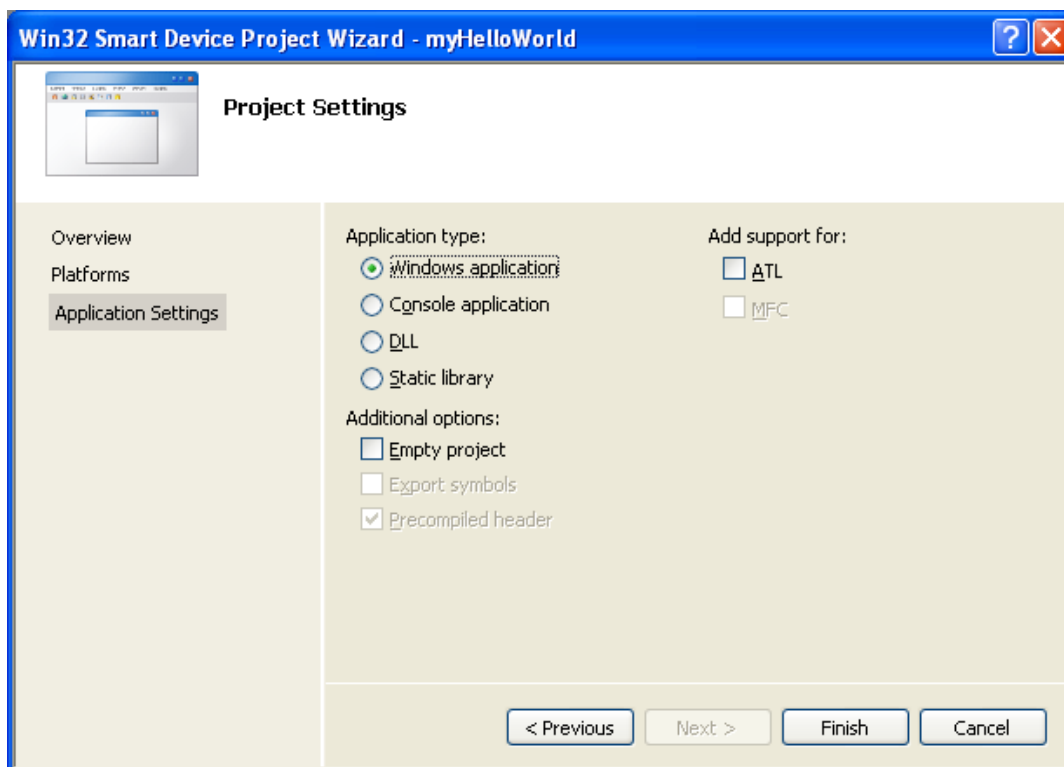 Win32 Smart Device Project Wizard - myHelloWorld
Project Settings
Overview
Platforms
Application Settings
Application type:
Windows application
Console application
DLL
Static library
Additional options:
Empty project
Export symbols
Precompiled header
Add support for:
ATL
MFC
< Previous
Next >
Finish
Cancel